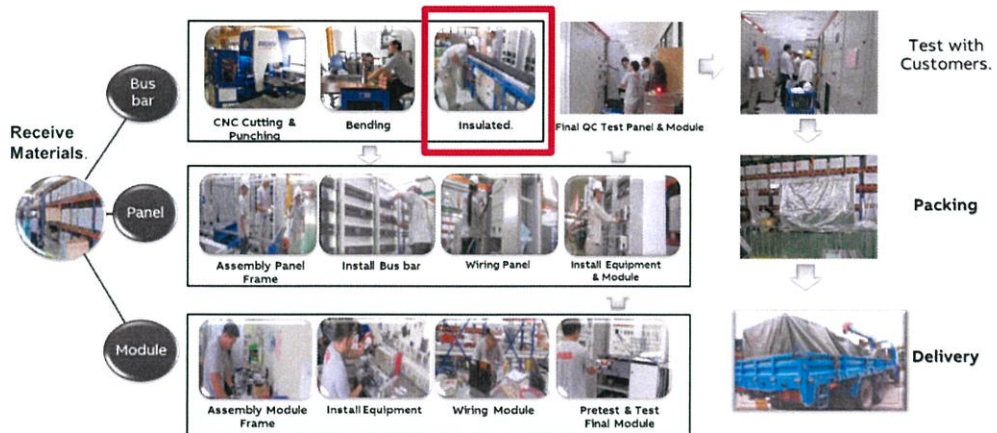 Receive
Materials.
Bus
bar
Panel
Module
CNC Cutting &
Punching
Bending
Insulated.
Final QC Test Panel & Module
Test with
Customers.
Assembly Panel
Frame
Install Bus bar
Wiring Panel
Install Equipment
& Module
Packing
Assembly Module
Frame
Install Equipment
Wiring Module
Pretest & Test
Final Module
Delivery